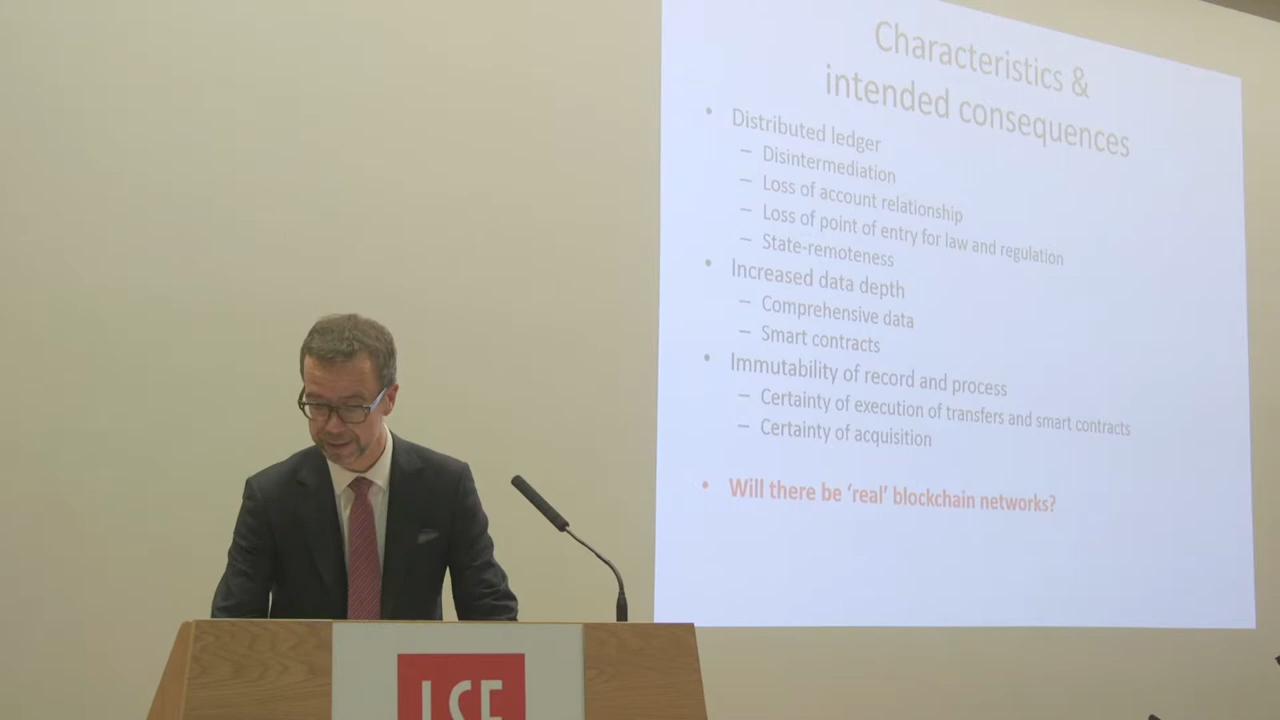 Characteristics &
intended consequences
• Distributed ledger
– Disintermediation
– Loss of account relationship
– Loss of point of entry for law and regulation
– State-remoteness
• Increased data depth
– Comprehensive data
– Smart contracts
• Immutability of record and process
– Certainty of execution of transfers and smart contracts
– Certainty of acquisition
• Will there be ‘real’ blockchain networks?
LSE